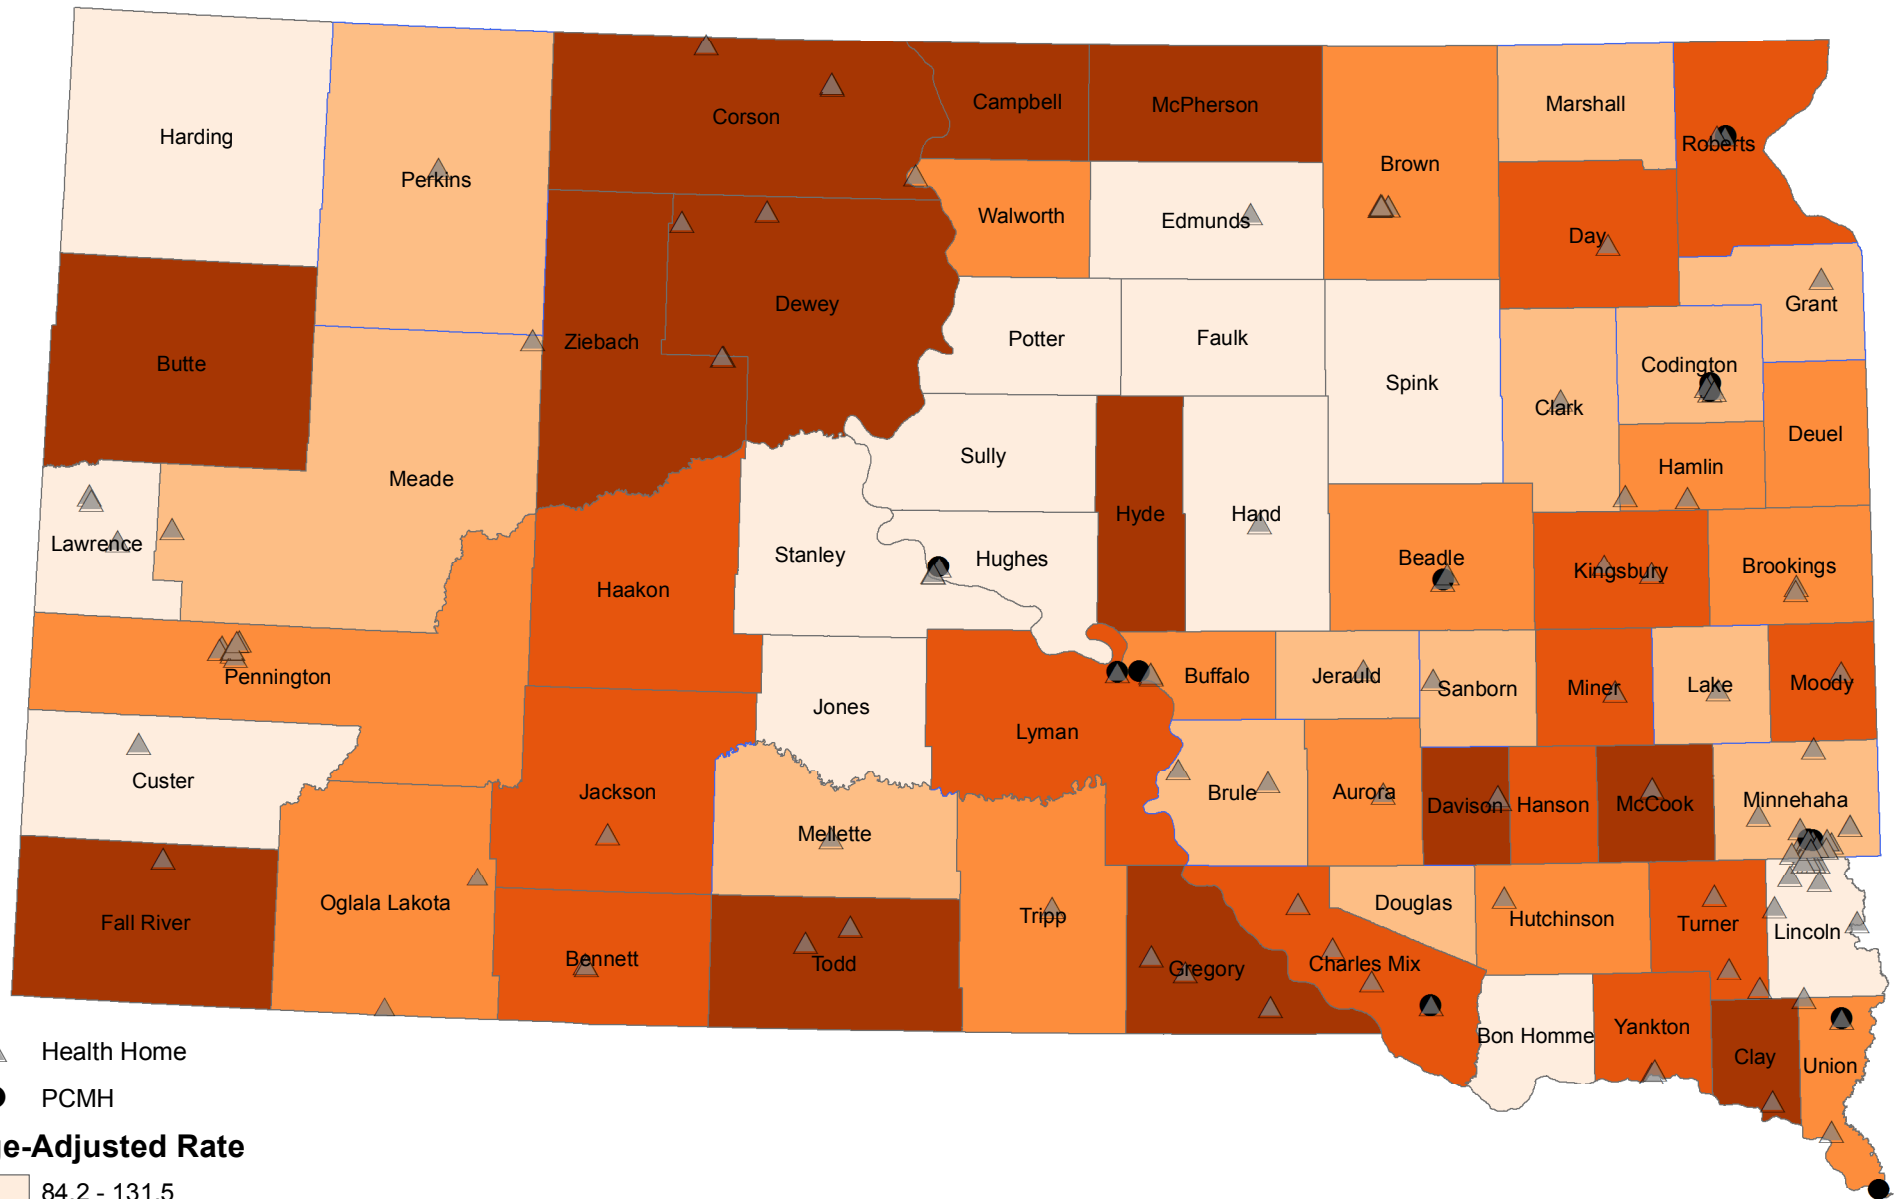 Harding
Perkins
Corson
Campbell
McPherson
Brown
Marshall
Roberts
Walworth
Edmunds
Day
Butte
Ziebach
Dewey
Potter
Faulk
Spink
Clark
Codington
Grant
Deuel
Hamlin
Meade
Lawrence
Sully
Hyde
Hand
Stanley
Hughes
Haakon
Beadle
Kingsbury
Brookings
Pennington
Custer
Jones
Lyman
Buffalo
Jerauld
Sanborn
Miner
Lake
Moody
Jackson
Mellette
Brule
Aurora
Davison
Hanson
McCook
Minnehaha
Fall River
Oglala Lakota
Bennett
Todd
Tripp
Gregory
Charles Mix
Douglas
Hutchinson
Turner
Lincoln
Bon Homme
Yankton
Clay
Union
Health Home
PCMH
ge-Adjusted Rate
84.2 - 131.5